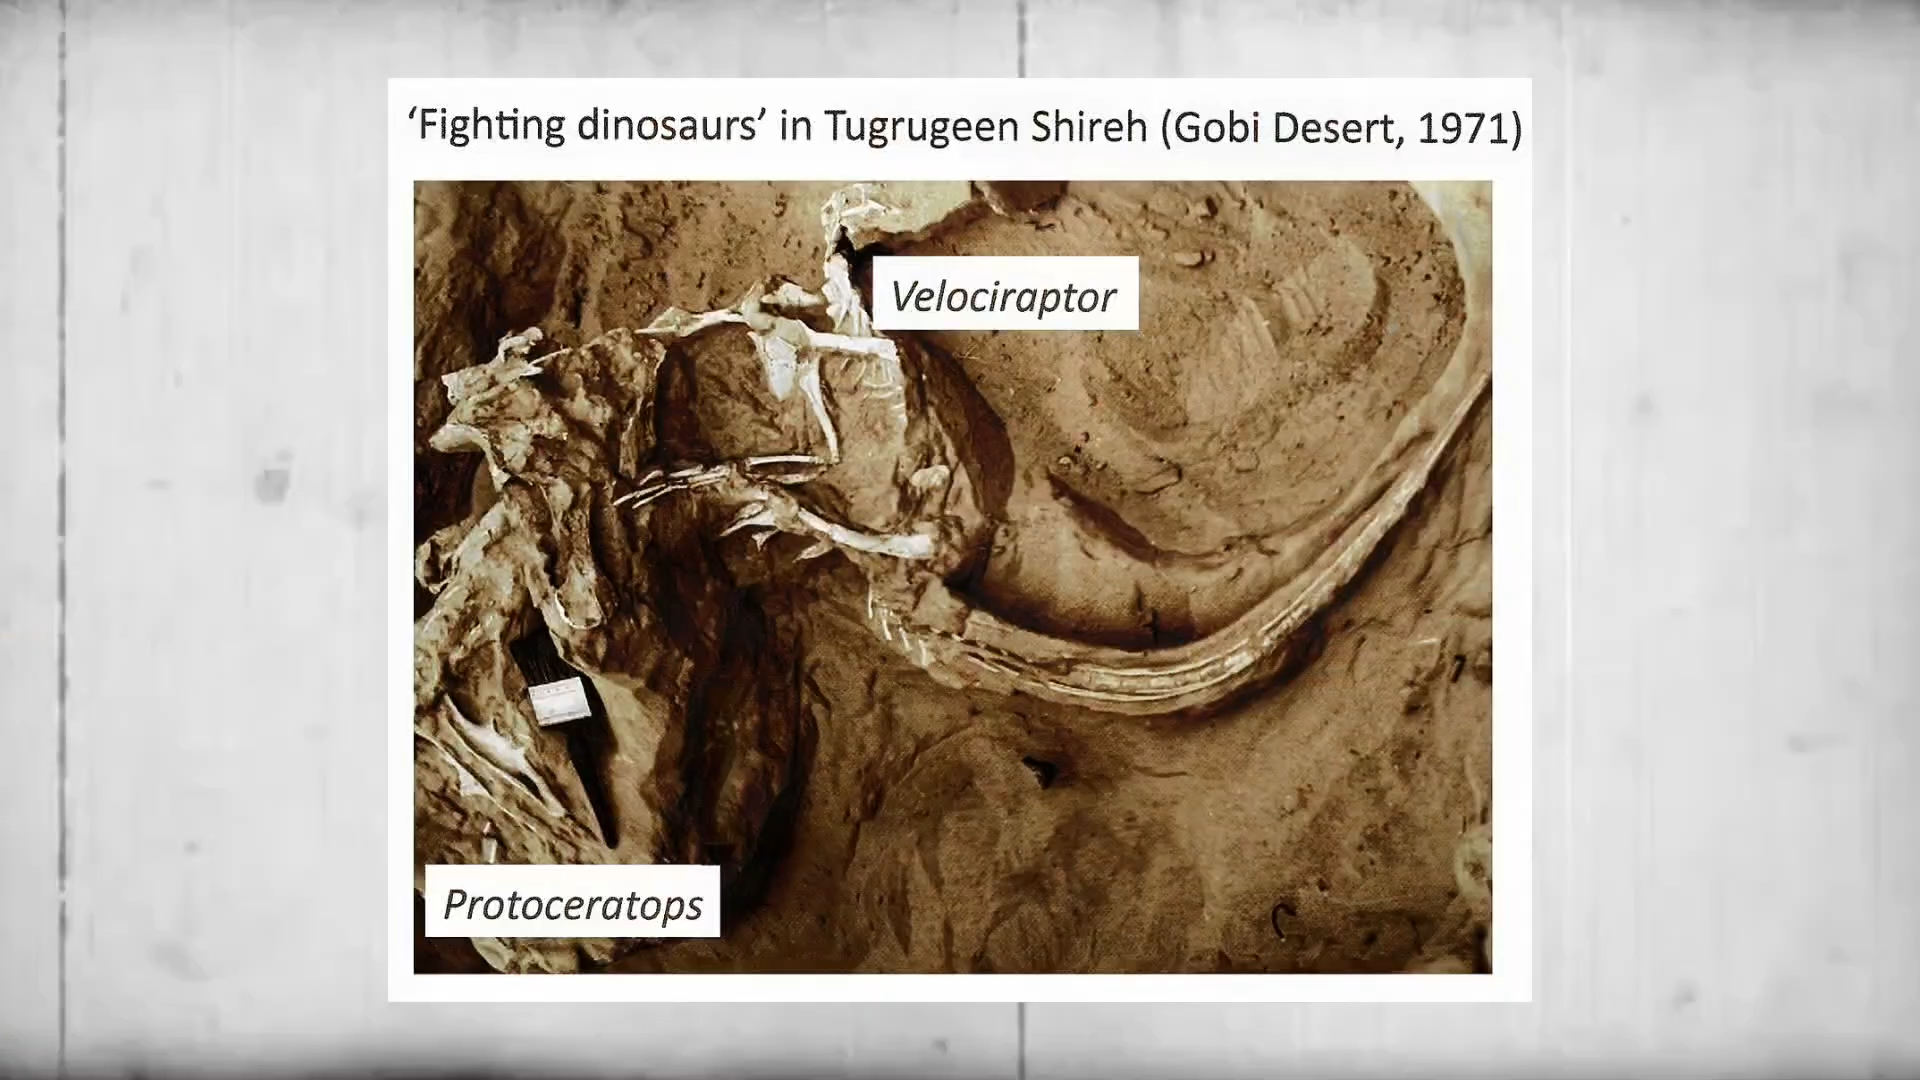 ‘Fighting dinosaurs’ in Tugrugeen Shireh (Gobi Desert, 1971)
Velociraptor
Protoceratops